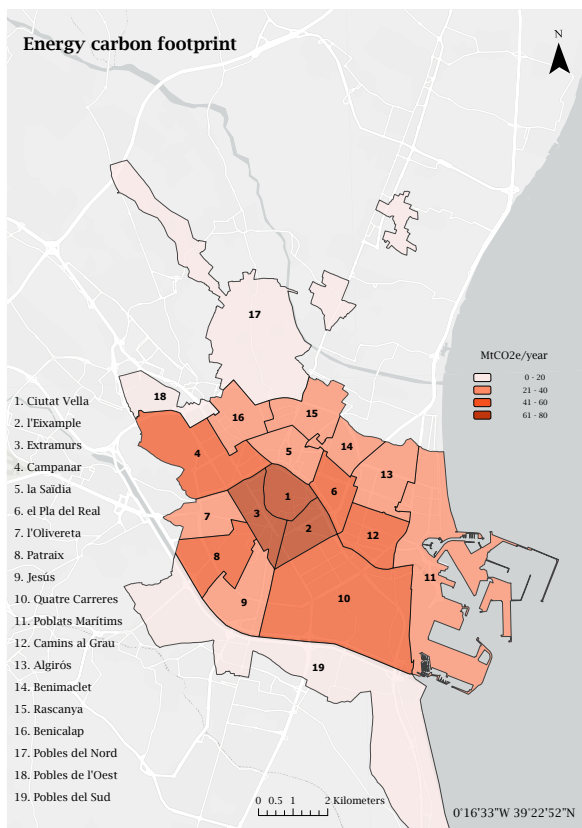 Energy carbon footprint
N
17
MtCO2e/year
0 - 20
21 - 40
41 - 60
61 - 80
1. Ciutat Vella
2. l'Eixample
3. Extramurs
4. Campanar
5. la Saïdia
6. el Pla del Real
7. l'Olivereta
8. Patraix
9. Jesús
10. Quatre Carreres
11. Poblats Marítims
12. Camins al Grau
13. Algirós
14. Benimaclet
15. Rascanya
16. Benicalap
17. Pobles del Nord
18. Pobles de l'Oest
19. Pobles del Sud
18
16
15
14
5
4
13
6
1
3
7
2
12
8
11
10
9
19
0 0.5 1 2 Kilometers
0°16'33"W 39°22'52"N